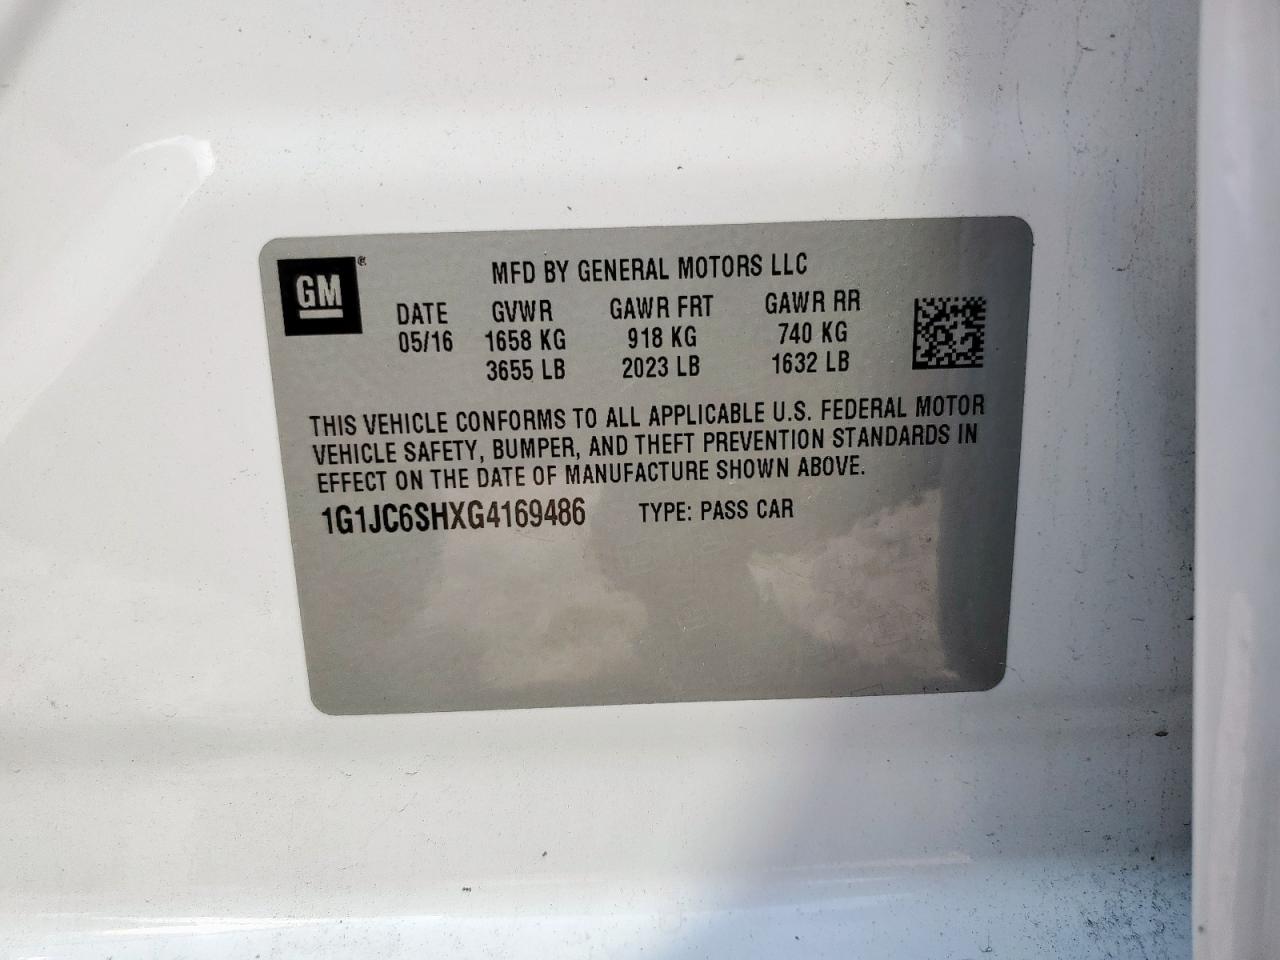 GM®
MFD BY GENERAL MOTORS LLC
DATE GVWR GAWR FRT GAWR RR
05/16 1658 KG 918 KG 740 KG
3655 LB 2023 LB 1632 LB
THIS VEHICLE CONFORMS TO ALL APPLICABLE U.S. FEDERAL MOTOR
VEHICLE SAFETY, BUMPER, AND THEFT PREVENTION STANDARDS IN
EFFECT ON THE DATE OF MANUFACTURE SHOWN ABOVE.
1G1JC6SHXG4169486 TYPE: PASS CAR